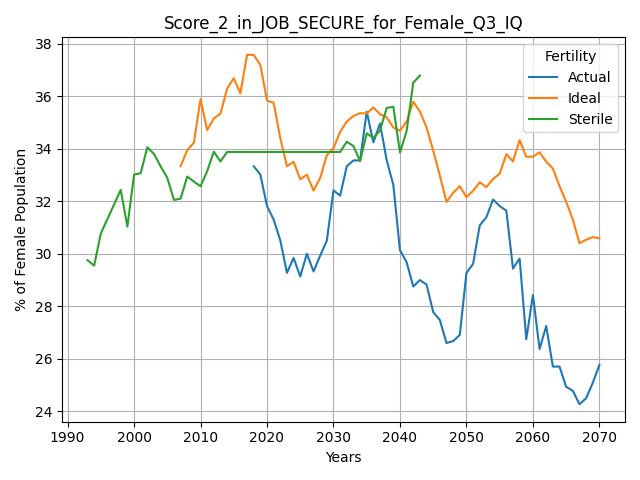 Score_2_in_JOB_SECURE_for_Female_Q3_IQ
% of Female Population
38
36
34
32
30
28
26
24
Fertility
Actual
Ideal
Sterile
1990 2000 2010 2020 2030 2040 2050 2060 2070
Years